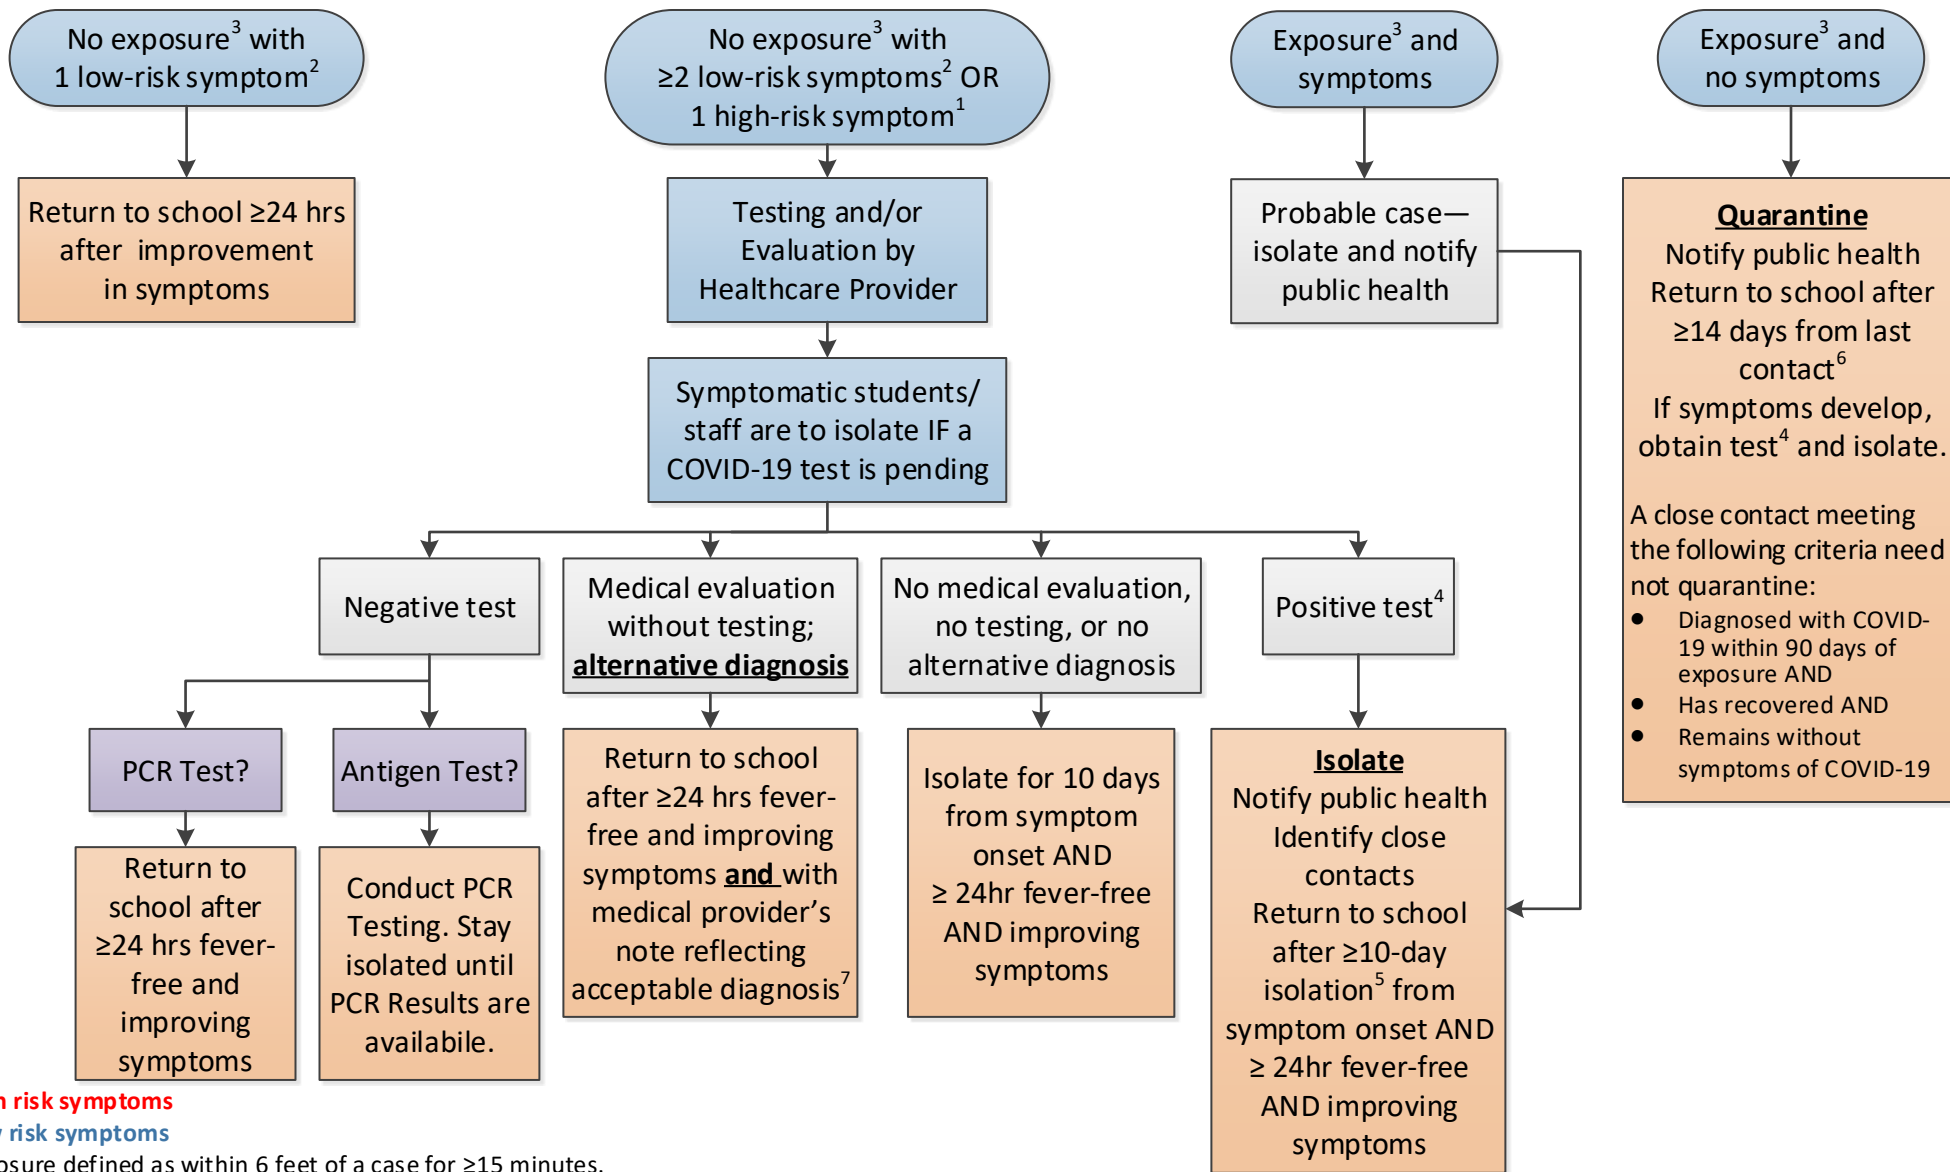 No exposure3 with
1 low-risk symptom2
No exposure3 with
≥2 low-risk symptoms2 OR
1 high-risk symptom1
Exposure3 and
symptoms
Exposure3 and
no symptoms
Return to school ≥24 hrs
after improvement
in symptoms
Testing and/or
Evaluation by
Healthcare Provider
Probable case—
isolate and notify
public health
Quarantine
Notify public health
Return to school after
≥14 days from last
contact6
If symptoms develop,
obtain test4 and isolate.
A close contact meeting
the following criteria need
not quarantine:
● Diagnosed with COVID-
19 within 90 days of
exposure AND
● Has recovered AND
● Remains without
symptoms of COVID-19
Symptomatic students/
staff are to isolate IF a
COVID-19 test is pending
Negative test
Medical evaluation
without testing;
alternative diagnosis
No medical evaluation,
no testing, or no
alternative diagnosis
Positive test4
PCR Test?
Antigen Test?
Return to school
after ≥24 hrs fever-
free and improving
symptoms and with
medical provider’s
note reflecting
acceptable diagnosis7
Isolate for 10 days
from symptom
onset AND
≥ 24hr fever-free
AND improving
symptoms
Isolate
Notify public health
Identify close
contacts
Return to school
after ≥10-day
isolation5 from
symptom onset AND
≥ 24hr fever-free
AND improving
symptoms
Return to
school after
≥24 hrs fever-
free and
improving
symptoms
Conduct PCR
Testing. Stay
isolated until
PCR Results are
availabile.
risk symptoms
risk symptoms
defined as within 6 feet of a case for ≥15 minutes.